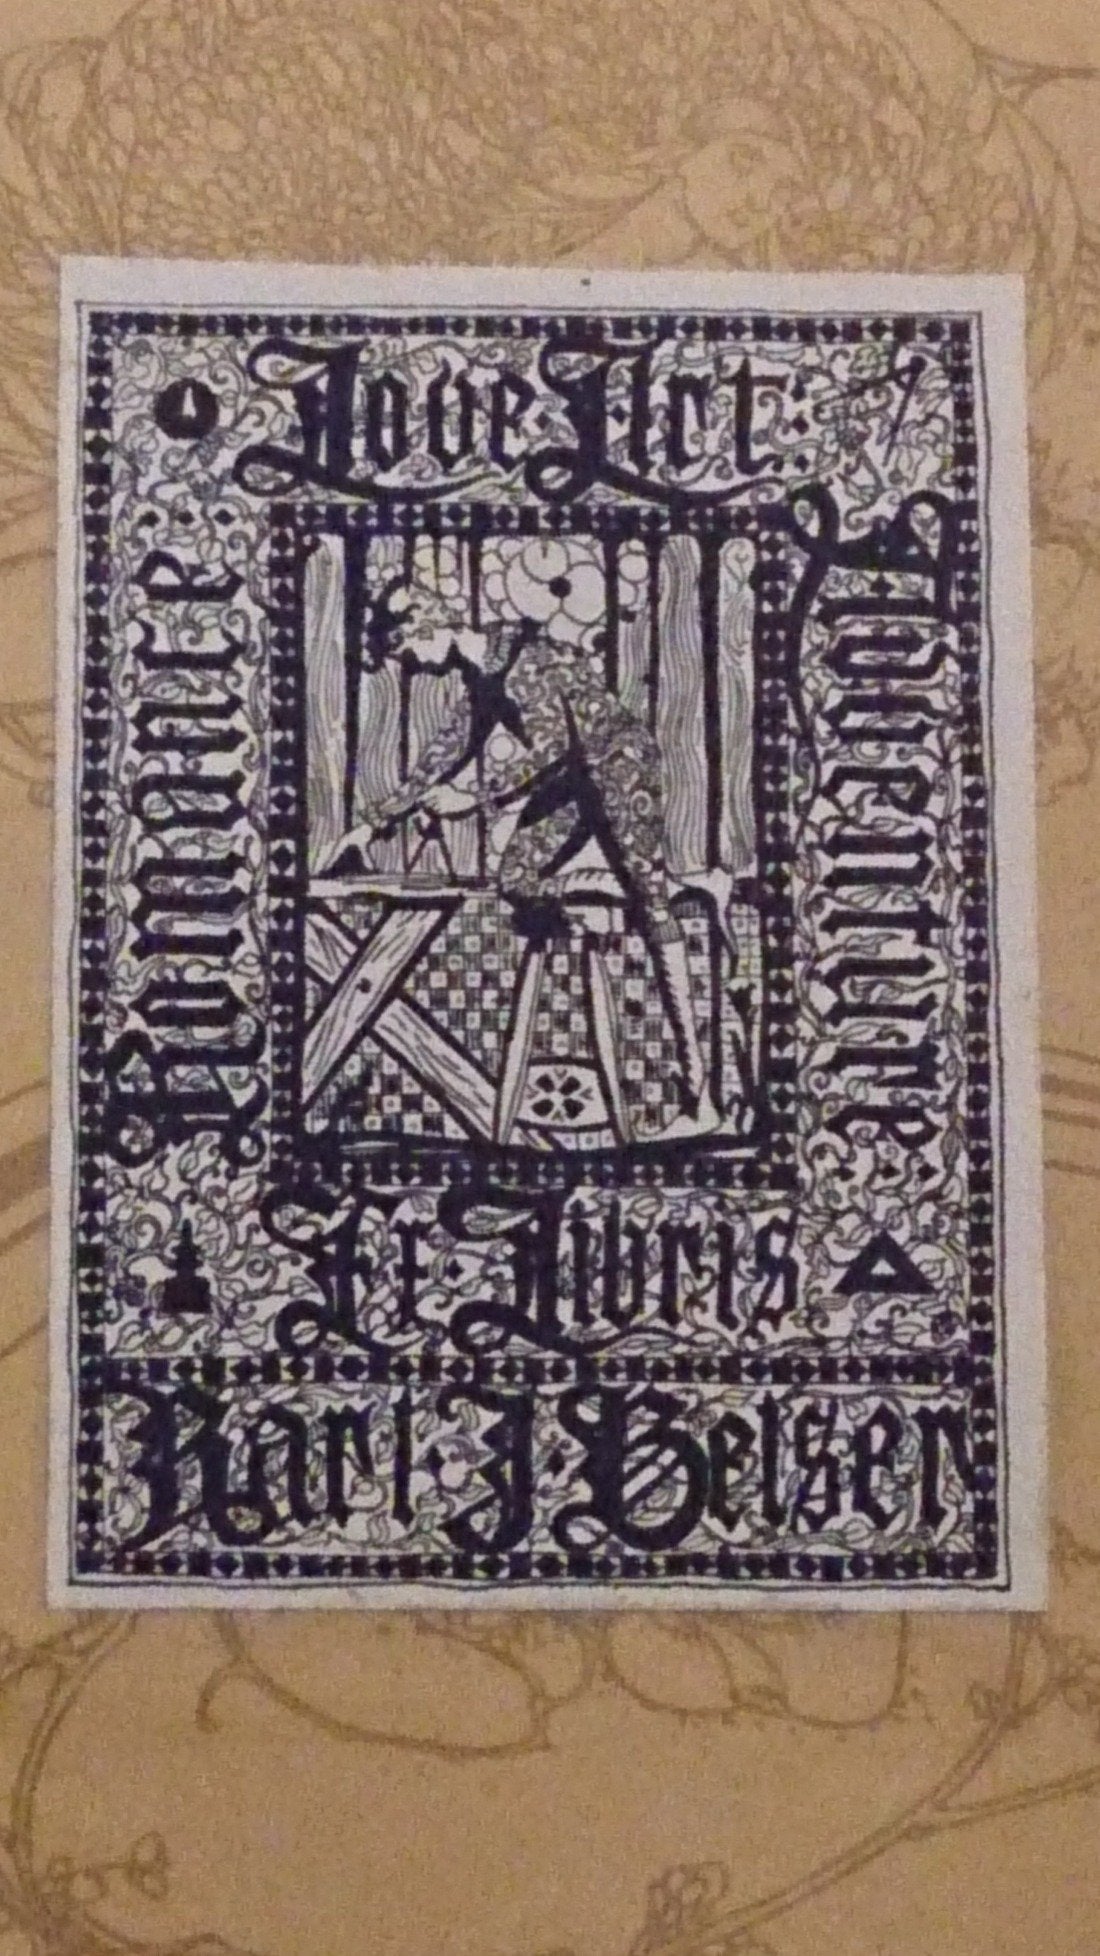 Love · Art :
Adventure
Romance
Ex · Libris
Karl · J · Belser